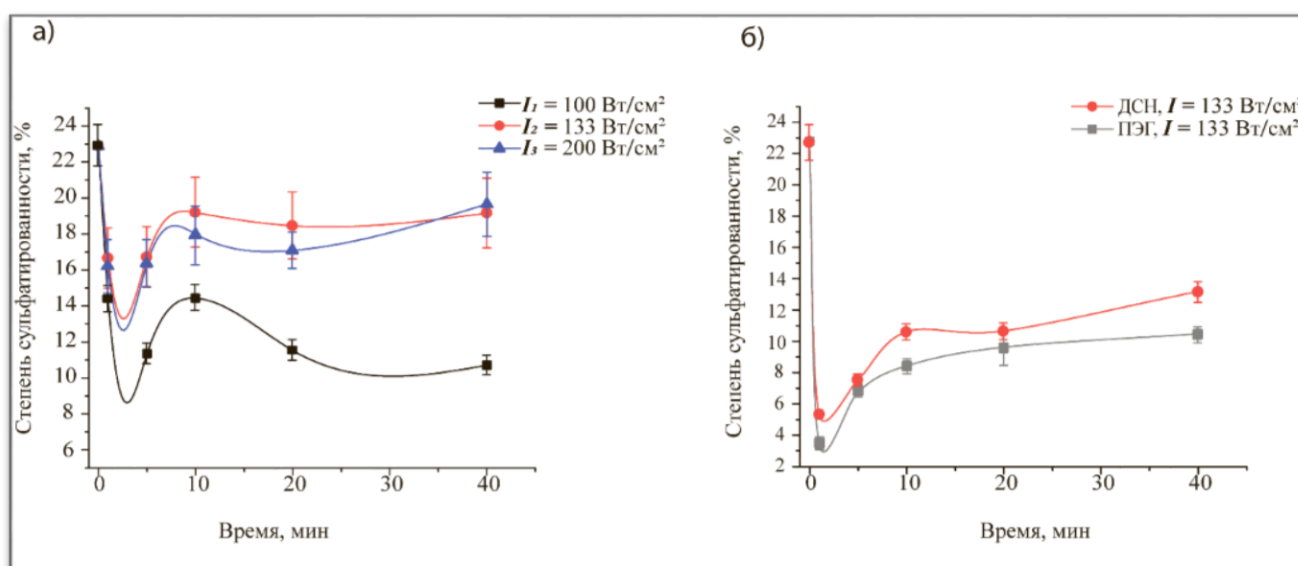 а)
I₁ = 100 Вт/см²
I₂ = 133 Вт/см²
I₃ = 200 Вт/см²
Степень сульфатированности, %
24
22
20
18
16
14
12
10
8
6
0 10 20 30 40
Время, мин
б)
ДСН, I = 133 Вт/см²
ПЭГ, I = 133 Вт/см²
Степень сульфатированности, %
24
22
20
18
16
14
12
10
8
6
4
2
0 10 20 30 40
Время, мин